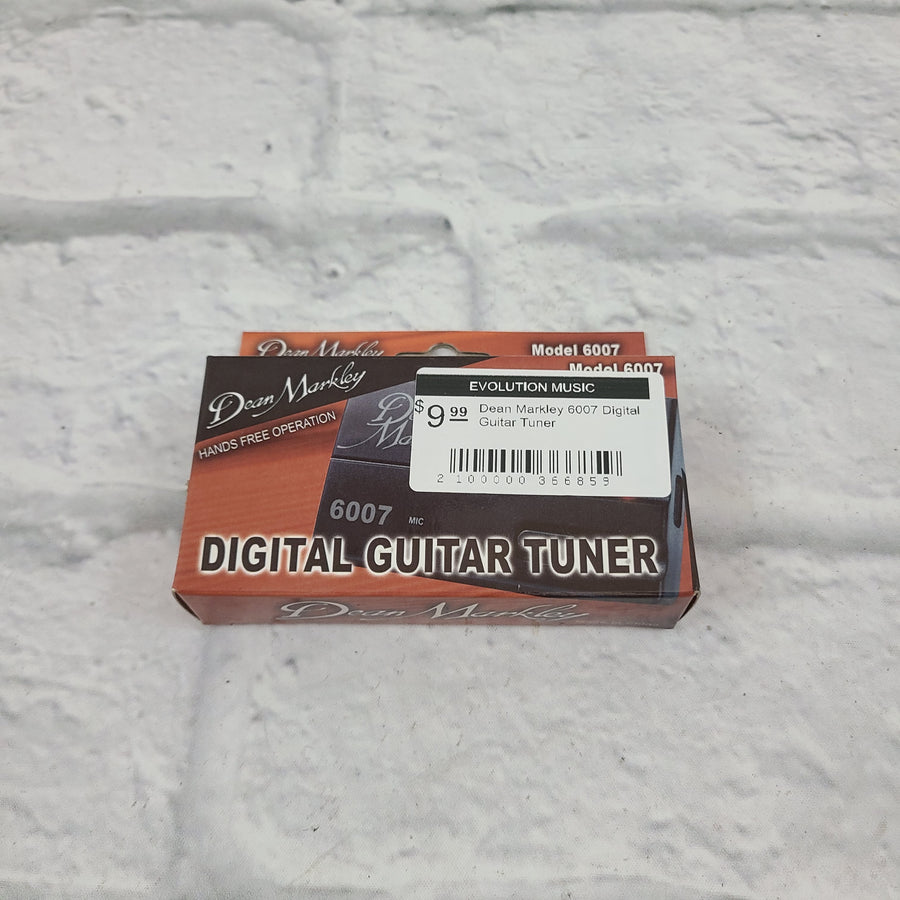 Dean Markley
Model 6007
Model 6007
Dean Markley
HANDS FREE OPERATION
EVOLUTION MUSIC
$9.99
Dean Markley 6007 Digital
Guitar Tuner
2 100000 366859
6007
MIC
DIGITAL GUITAR TUNER
Dean Markley